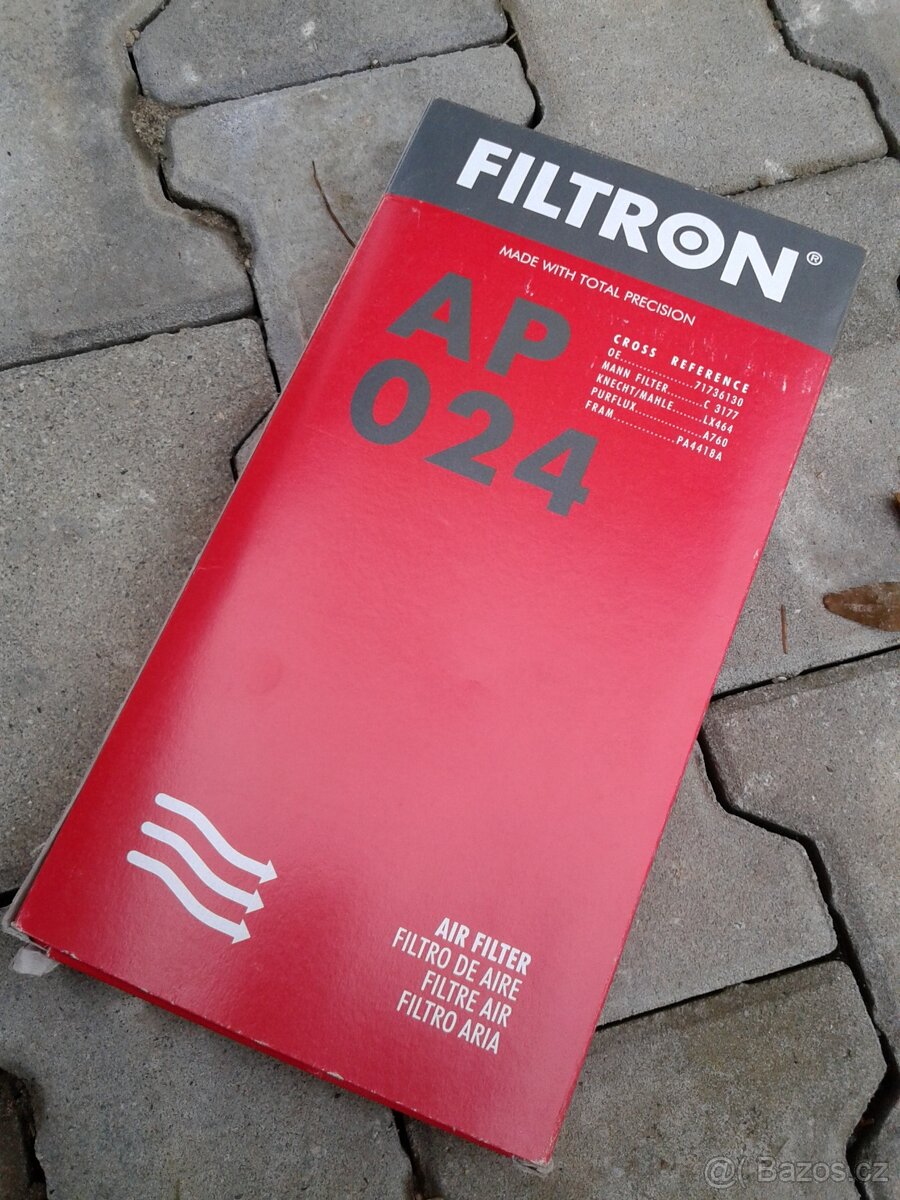 FILTRON®
MADE WITH TOTAL PRECISION
AP
024
CROSS REFERENCE
OE....................71736130
MANN FILTER..........C 3177
KNECHT/MAHLE........LX464
PURFLUX..................A760
FRAM.................PA4418A
AIR FILTER
FILTRO DE AIRE
FILTRE AIR
FILTRO ARIA
@ Bazos.cz